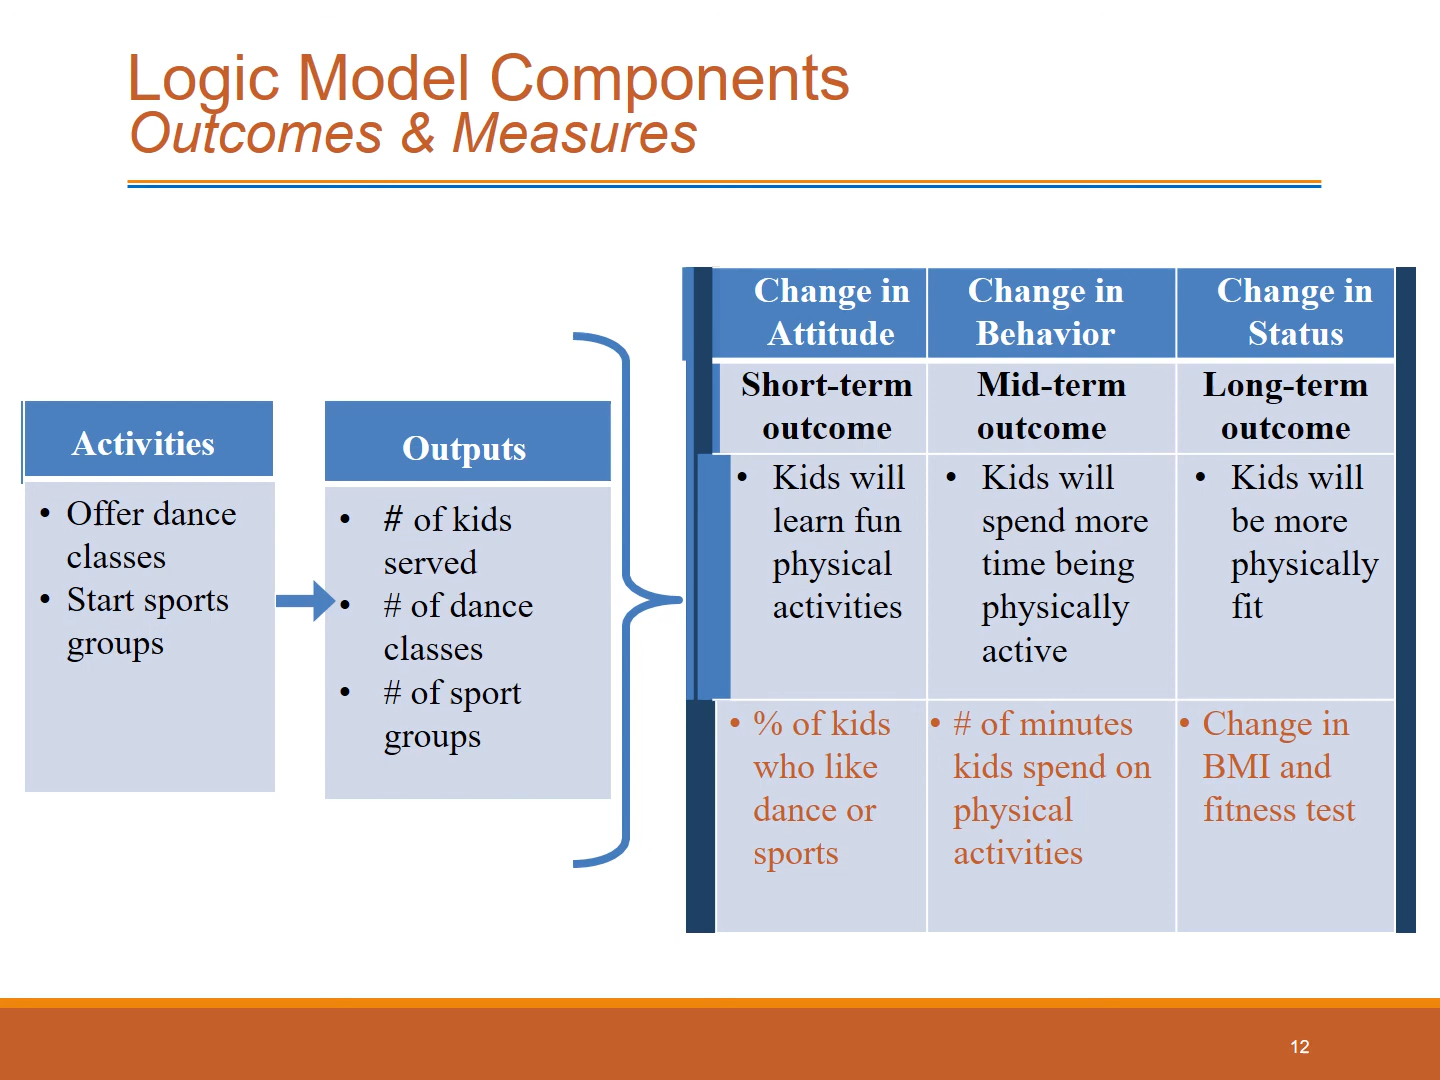 Logic Model Components
Outcomes & Measures
Activities
• Offer dance
classes
• Start sports
groups
Outputs
• # of kids
served
• # of dance
classes
• # of sport
groups
Change in
Attitude
Change in
Behavior
Change in
Status
Short-term
outcome
Mid-term
outcome
Long-term
outcome
• Kids will
learn fun
physical
activities
• Kids will
spend more
time being
physically
active
• Kids will
be more
physically
fit
• % of kids
who like
dance or
sports
• # of minutes
kids spend on
physical
activities
• Change in
BMI and
fitness test
12